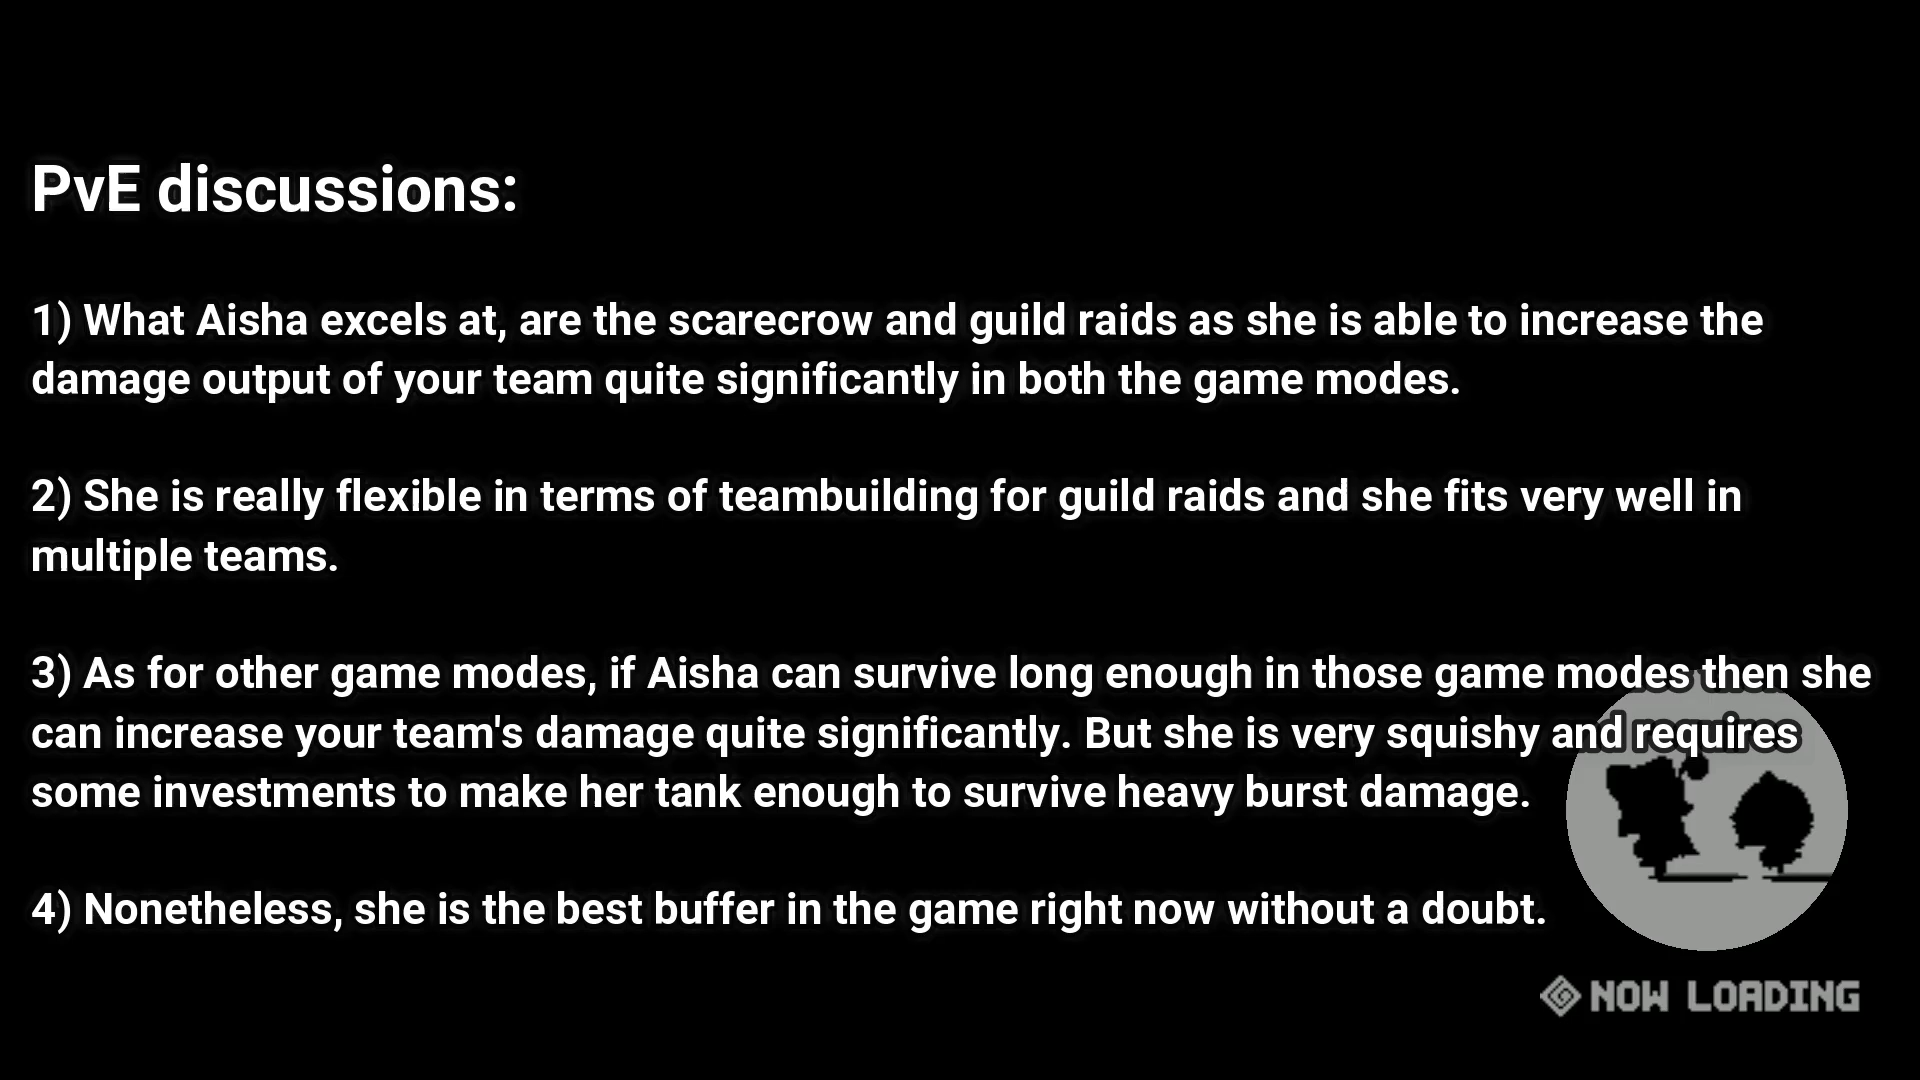 PvE discussions:
1) What Aisha excels at, are the scarecrow and guild raids as she is able to increase the
damage output of your team quite significantly in both the game modes.
2) She is really flexible in terms of teambuilding for guild raids and she fits very well in
multiple teams.
3) As for other game modes, if Aisha can survive long enough in those game modes then she
can increase your team's damage quite significantly. But she is very squishy and requires
some investments to make her tank enough to survive heavy burst damage.
4) Nonetheless, she is the best buffer in the game right now without a doubt.
NOW LOADING